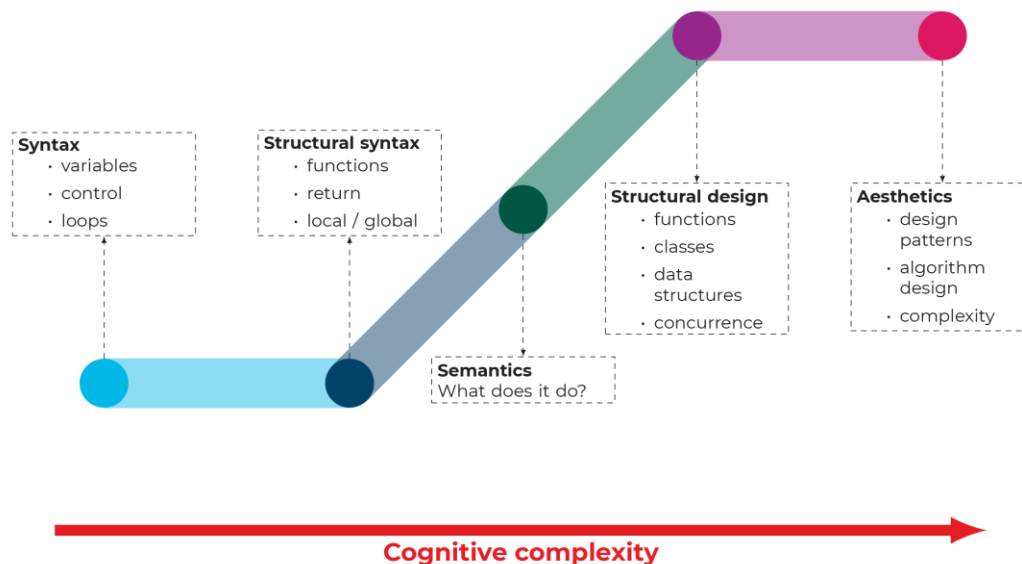 Syntax
· variables
· control
· loops
Structural syntax
· functions
· return
· local / global
Semantics
What does it do?
Structural design
· functions
· classes
· data
structures
· concurrence
Aesthetics
· design
patterns
· algorithm
design
· complexity
Cognitive complexity